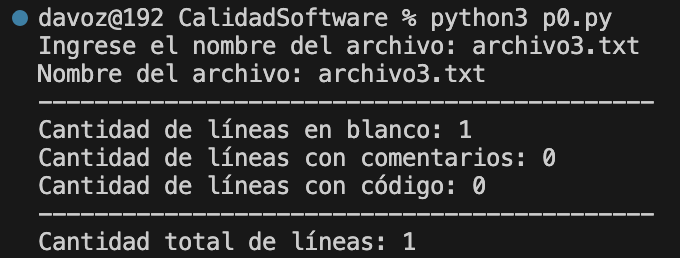 davoz@192 CalidadSoftware % python3 p0.py
Ingrese el nombre del archivo: archivo3.txt
Nombre del archivo: archivo3.txt
------------------------------------------------
Cantidad de líneas en blanco: 1
Cantidad de líneas con comentarios: 0
Cantidad de líneas con código: 0
------------------------------------------------
Cantidad total de líneas: 1